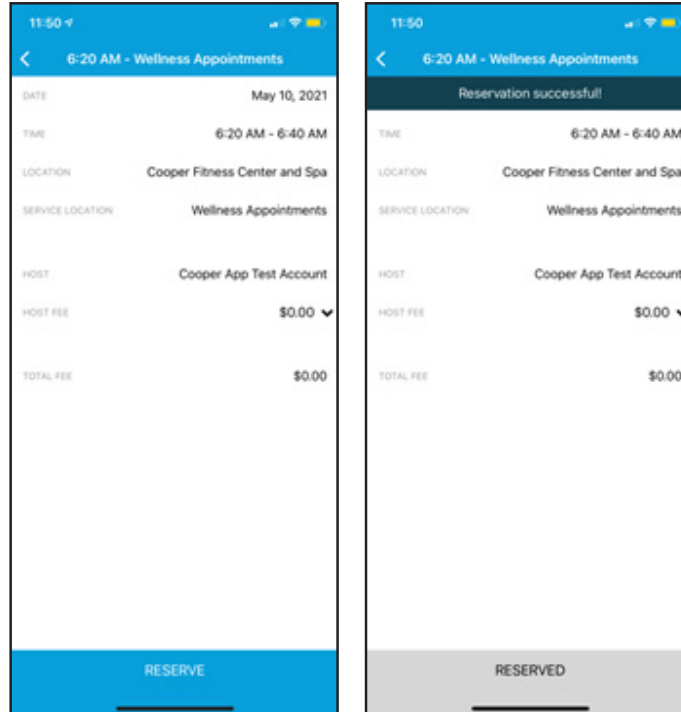 11:50
6:20 AM - Wellness Appointments
DATE May 10, 2021
TIME 6:20 AM - 6:40 AM
LOCATION Cooper Fitness Center and Spa
SERVICE LOCATION Wellness Appointments
HOST Cooper App Test Account
HOST FEE $0.00
TOTAL FEE $0.00
RESERVE
11:50
6:20 AM - Wellness Appointments
Reservation successful!
TIME 6:20 AM - 6:40 AM
LOCATION Cooper Fitness Center and Spa
SERVICE LOCATION Wellness Appointments
HOST Cooper App Test Account
HOST FEE $0.00
TOTAL FEE $0.00
RESERVED